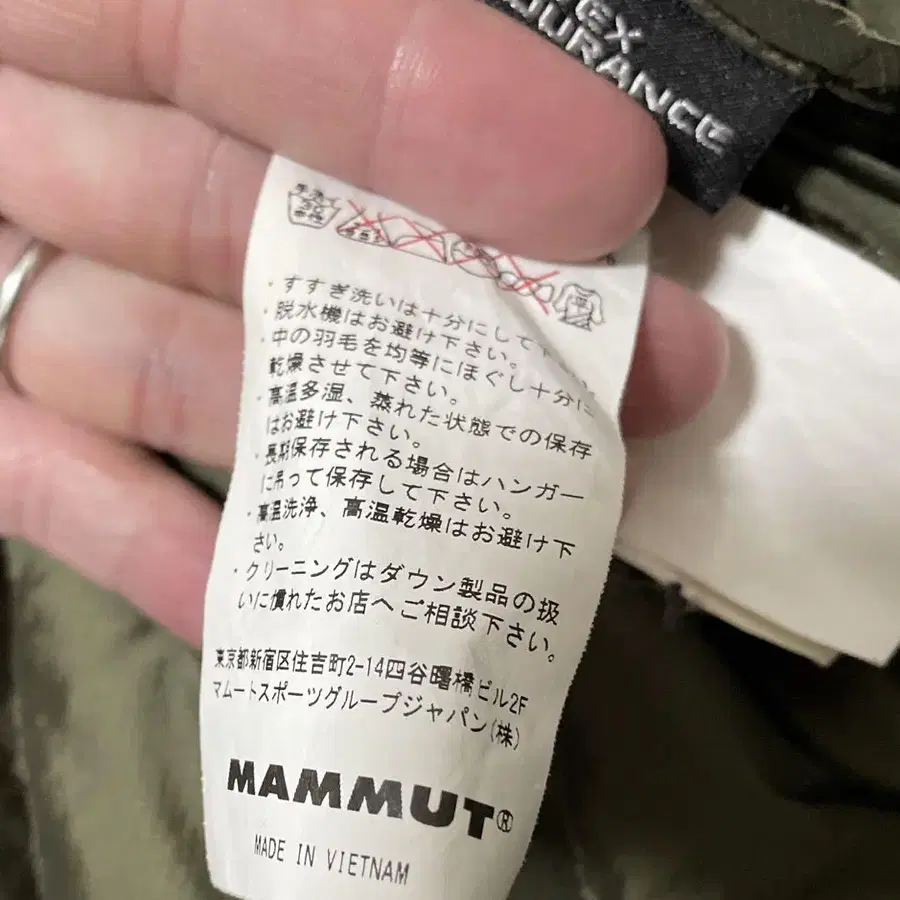 EX
URANCE
・すすぎ洗いは十分にして下
・脱水機はお避け下さい。
・中の羽毛を均等にほぐし十分に
乾燥させて下さい。
・高温多湿、蒸れた状態での保存
はお避け下さい。
・長期保存される場合はハンガー
に吊って保存して下さい。
・高温洗浄、高温乾燥はお避け下
さい。
・クリーニングはダウン製品の扱
いに慣れたお店へご相談下さい。
東京都新宿区住吉町2-14四谷曙橋ビル2F
マムートスポーツグループジャパン(株)
MAMMUT®
MADE IN VIETNAM